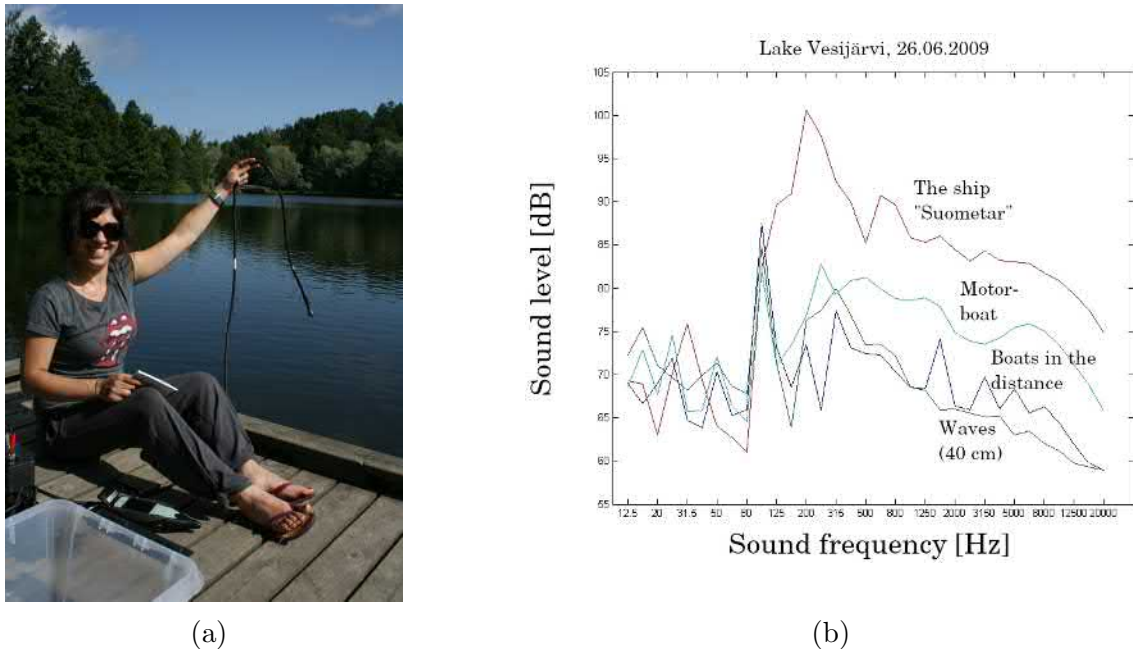 Lake Vesijärvi, 26.06.2009
105
100
95
90
85
80
75
70
65
60
55
Sound level [dB]
The ship
"Suometar"
Motor-
boat
Boats in the
distance
Waves
(40 cm)
12.5 20 31.5 50 80 125 200 315 500 800 1250 2000 3150 5000 8000 12500 20000
Sound frequency [Hz]
(a)
(b)